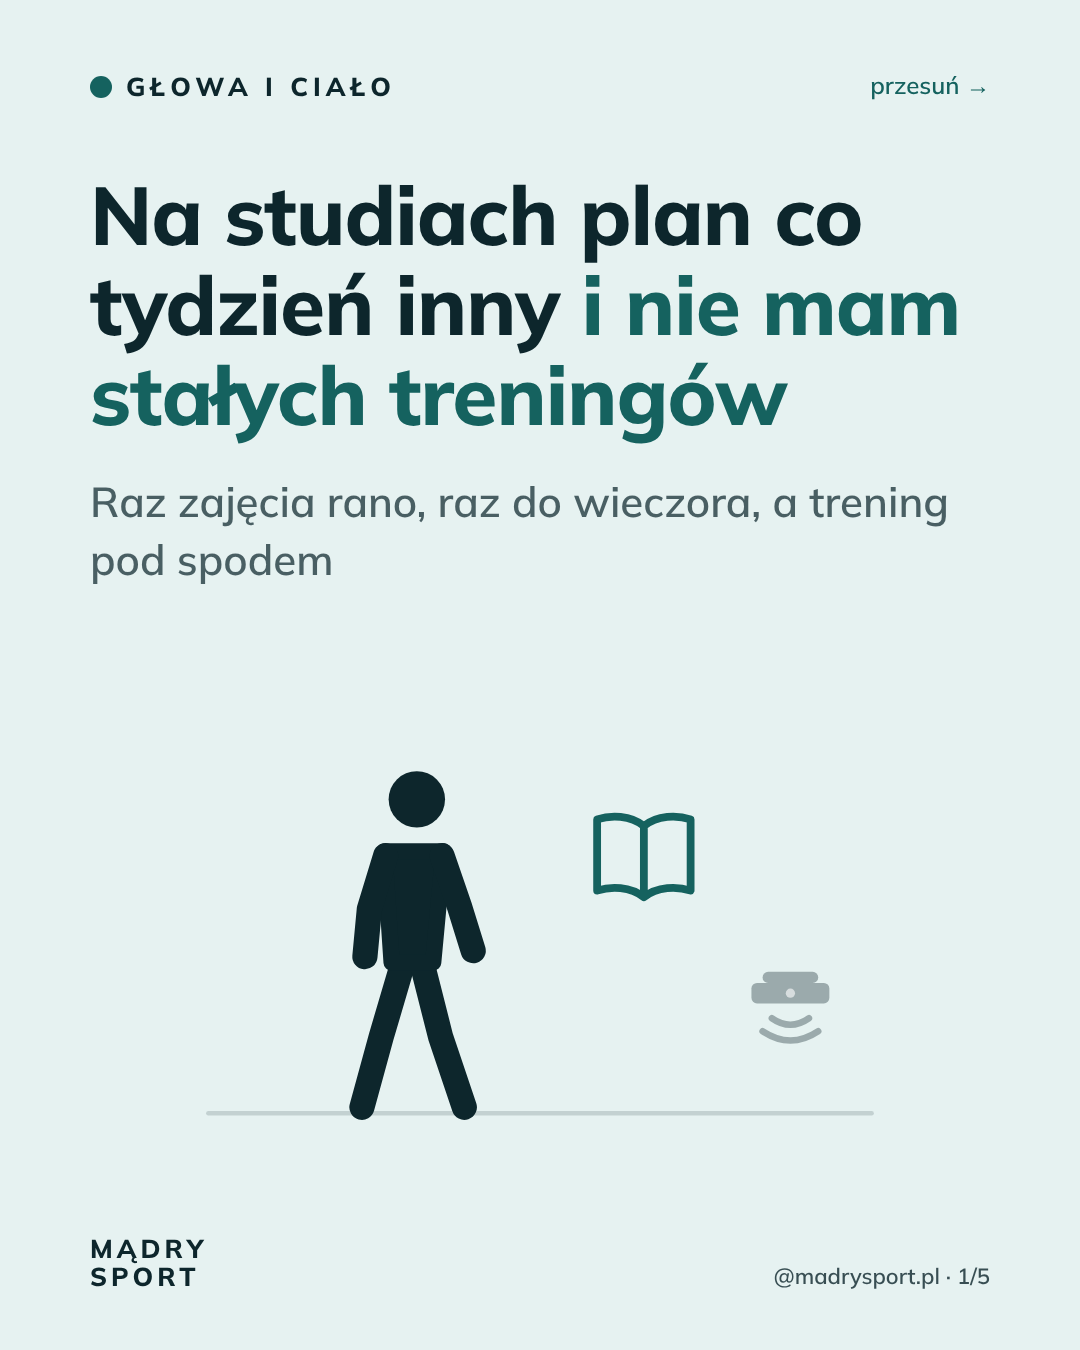 GŁOWA I CIAŁO
przesuń →
Na studiach plan co
tydzień inny i nie mam
stałych treningów
Raz zajęcia rano, raz do wieczora, a trening
pod spodem
MĄDRY
SPORT
@madrysport.pl · 1/5